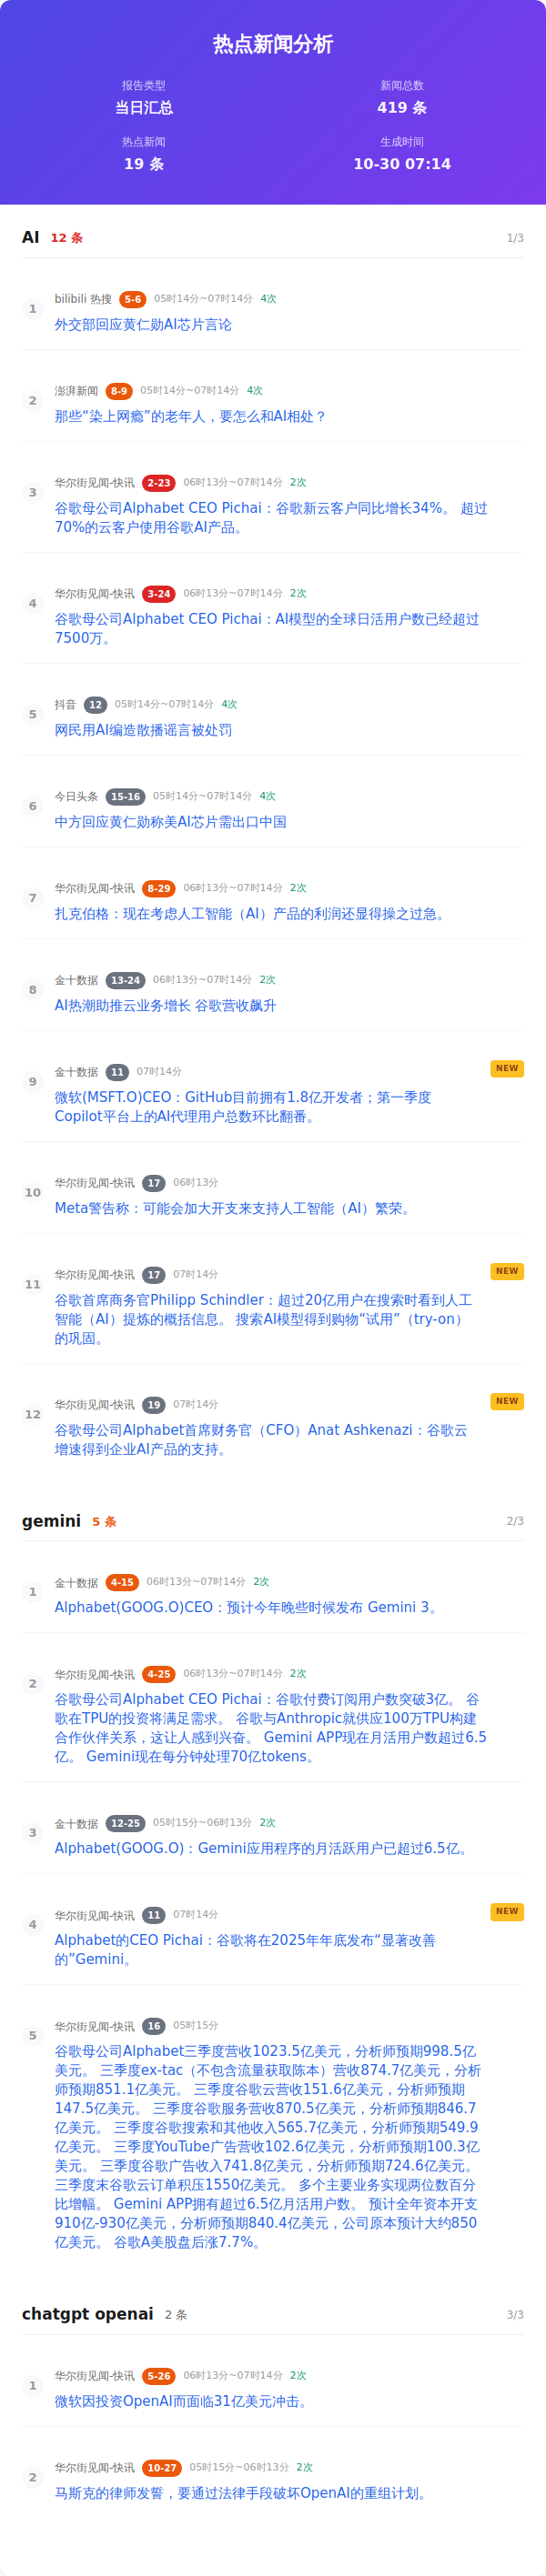 热点新闻分析
报告类型
当日汇总
新闻总数
419 条
热点新闻
19 条
生成时间
10-30 07:14
AI 12 条 1/3
1
bilibili 热搜 5-6 05时14分~07时14分 4次
外交部回应黄仁勋AI芯片言论
2
澎湃新闻 8-9 05时14分~07时14分 4次
那些“染上网瘾”的老年人，要怎么和AI相处？
3
华尔街见闻-快讯 2-23 06时13分~07时14分 2次
谷歌母公司Alphabet CEO Pichai：谷歌新云客户同比增长34%。 超过
70%的云客户使用谷歌AI产品。
4
华尔街见闻-快讯 3-24 06时13分~07时14分 2次
谷歌母公司Alphabet CEO Pichai：AI模型的全球日活用户数已经超过
7500万。
5
抖音 12 05时14分~07时14分 4次
网民用AI编造散播谣言被处罚
6
今日头条 15-16 05时14分~07时14分 4次
中方回应黄仁勋称美AI芯片需出口中国
7
华尔街见闻-快讯 8-29 06时13分~07时14分 2次
扎克伯格：现在考虑人工智能（AI）产品的利润还显得操之过急。
8
金十数据 13-24 06时13分~07时14分 2次
AI热潮助推云业务增长 谷歌营收飙升
9
金十数据 11 07时14分 NEW
微软(MSFT.O)CEO：GitHub目前拥有1.8亿开发者；第一季度
Copilot平台上的AI代理用户总数环比翻番。
10
华尔街见闻-快讯 17 06时13分
Meta警告称：可能会加大开支来支持人工智能（AI）繁荣。
11
华尔街见闻-快讯 17 07时14分 NEW
谷歌首席商务官Philipp Schindler：超过20亿用户在搜索时看到人工
智能（AI）提炼的概括信息。 搜索AI模型得到购物“试用”（try-on）
的巩固。
12
华尔街见闻-快讯 19 07时14分 NEW
谷歌母公司Alphabet首席财务官（CFO）Anat Ashkenazi：谷歌云
增速得到企业AI产品的支持。
gemini 5 条 2/3
1
金十数据 4-15 06时13分~07时14分 2次
Alphabet(GOOG.O)CEO：预计今年晚些时候发布 Gemini 3。
2
华尔街见闻-快讯 4-25 06时13分~07时14分 2次
谷歌母公司Alphabet CEO Pichai：谷歌付费订阅用户数突破3亿。 谷
歌在TPU的投资将满足需求。 谷歌与Anthropic就供应100万TPU构建
合作伙伴关系，这让人感到兴奋。 Gemini APP现在月活用户数超过6.5
亿。 Gemini现在每分钟处理70亿tokens。
3
金十数据 12-25 05时15分~06时13分 2次
Alphabet(GOOG.O)：Gemini应用程序的月活跃用户已超过6.5亿。
4
华尔街见闻-快讯 11 07时14分 NEW
Alphabet的CEO Pichai：谷歌将在2025年年底发布“显著改善
的”Gemini。
5
华尔街见闻-快讯 16 05时15分
谷歌母公司Alphabet三季度营收1023.5亿美元，分析师预期998.5亿
美元。 三季度ex-tac（不包含流量获取陈本）营收874.7亿美元，分析
师预期851.1亿美元。 三季度谷歌云营收151.6亿美元，分析师预期
147.5亿美元。 三季度谷歌服务营收870.5亿美元，分析师预期846.7
亿美元。 三季度谷歌搜索和其他收入565.7亿美元，分析师预期549.9
亿美元。 三季度YouTube广告营收102.6亿美元，分析师预期100.3亿
美元。 三季度谷歌广告收入741.8亿美元，分析师预期724.6亿美元。
三季度末谷歌云订单积压1550亿美元。 多个主要业务实现两位数百分
比增幅。 Gemini APP拥有超过6.5亿月活用户数。 预计全年资本开支
910亿-930亿美元，分析师预期840.4亿美元，公司原本预计大约850
亿美元。 谷歌A美股盘后涨7.7%。
chatgpt openai 2 条 3/3
1
华尔街见闻-快讯 5-26 06时13分~07时14分 2次
微软因投资OpenAI而面临31亿美元冲击。
2
华尔街见闻-快讯 10-27 05时15分~06时13分 2次
马斯克的律师发誓，要通过法律手段破坏OpenAI的重组计划。